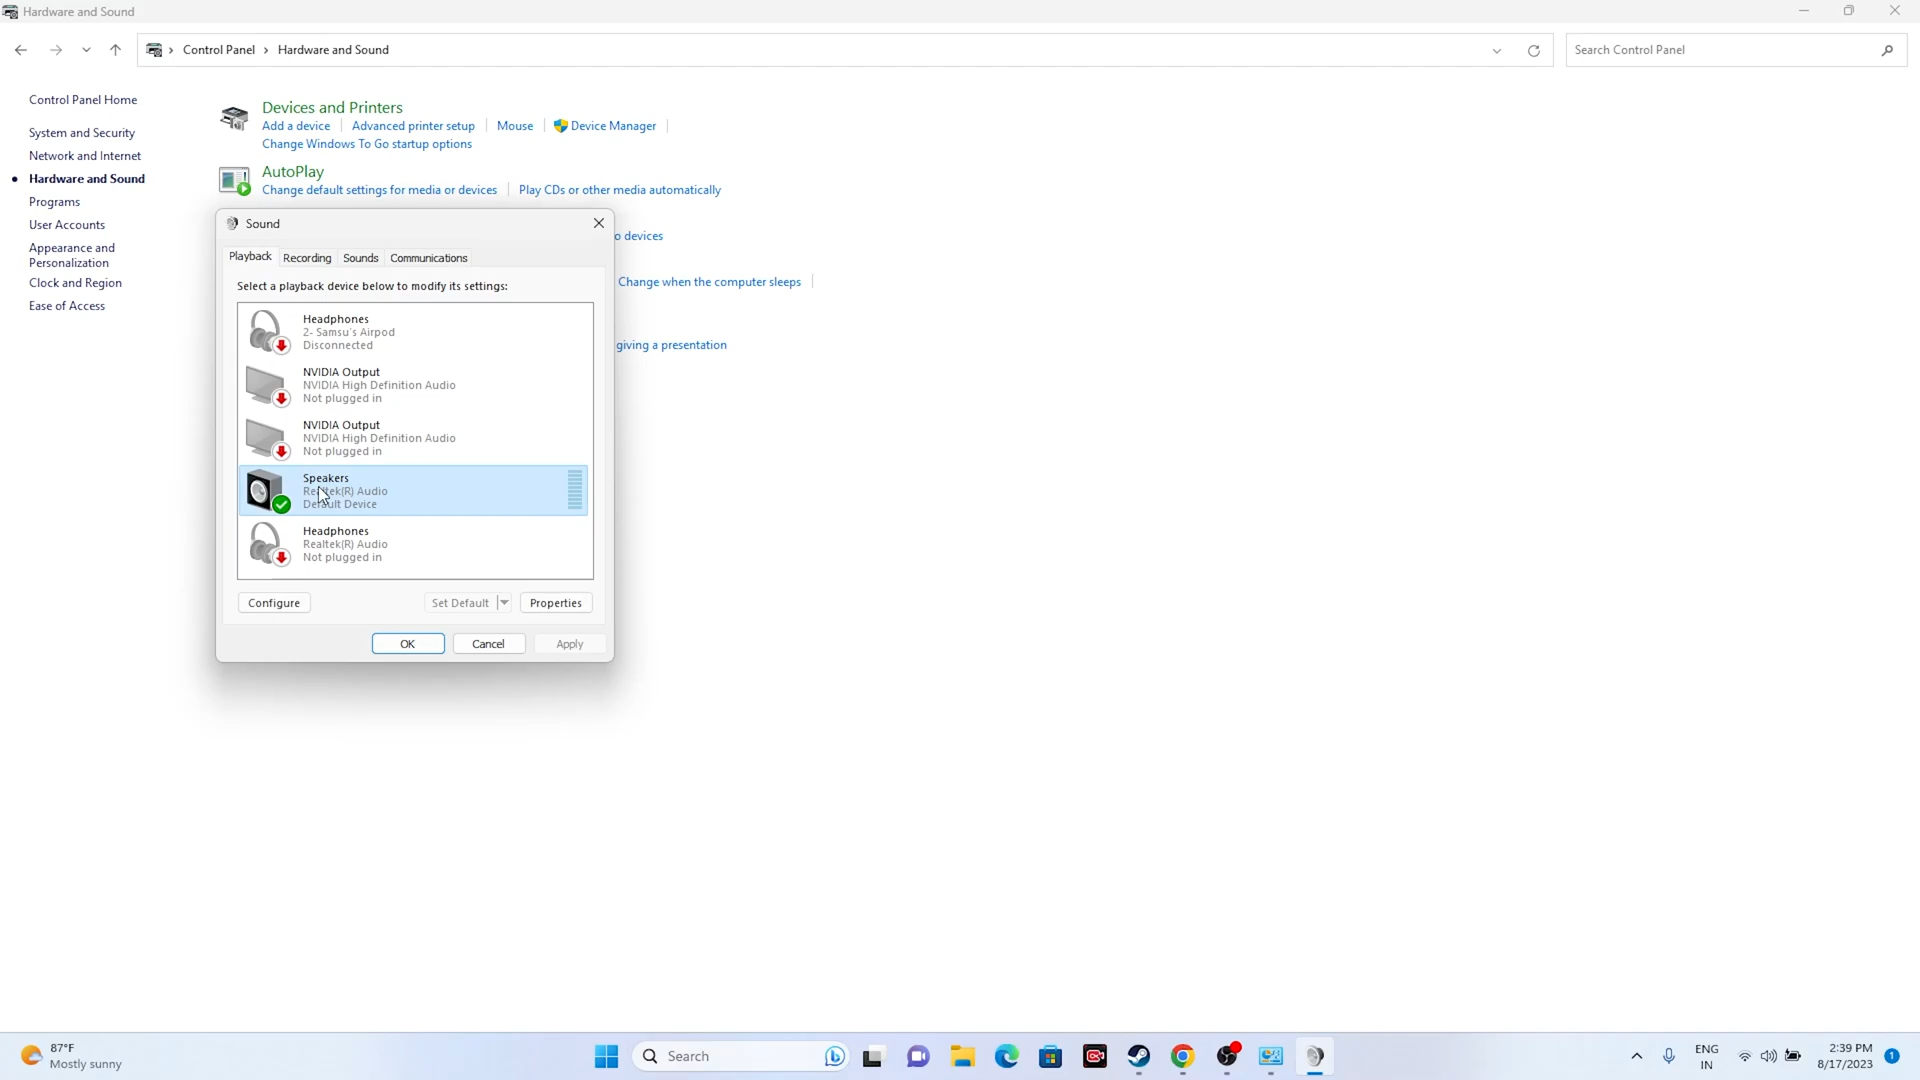 Hardware and Sound
Control Panel > Hardware and Sound
Search Control Panel
Control Panel Home
System and Security
Network and Internet
Hardware and Sound
Programs
User Accounts
Appearance and
Personalization
Clock and Region
Ease of Access
Devices and Printers
Add a device
Advanced printer setup
Mouse
Device Manager
Change Windows To Go startup options
AutoPlay
Change default settings for media or devices
Play CDs or other media automatically
o devices
Change when the computer sleeps
giving a presentation
Sound
Playback
Recording
Sounds
Communications
Select a playback device below to modify its settings:
Headphones
2- Samsu's Airpod
Disconnected
NVIDIA Output
NVIDIA High Definition Audio
Not plugged in
NVIDIA Output
NVIDIA High Definition Audio
Not plugged in
Speakers
Realtek(R) Audio
Default Device
Headphones
Realtek(R) Audio
Not plugged in
Configure
Set Default
Properties
OK
Cancel
Apply
87°F
Mostly sunny
Search
ENG
IN
2:39 PM
8/17/2023
1